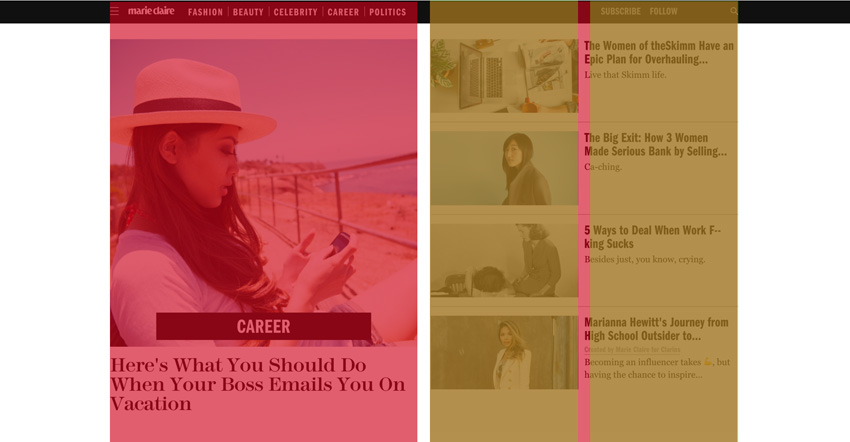 marie claire FASHION BEAUTY CELEBRITY CAREER POLITICS SUBSCRIBE FOLLOW
CAREER
Here's What You Should Do
When Your Boss Emails You On
Vacation
The Women of theSkimm Have an
Epic Plan for Overhauling...
Live that Skimm life.
The Big Exit: How 3 Women
Made Serious Bank by Selling...
Ca-ching.
5 Ways to Deal When Work F--
king Sucks
Besides just, you know, crying.
Marianna Hewitt's Journey from
High School Outsider to...
Created by Marie Claire for Clarins
Becoming an influencer takes 💪, but
having the chance to inspire...